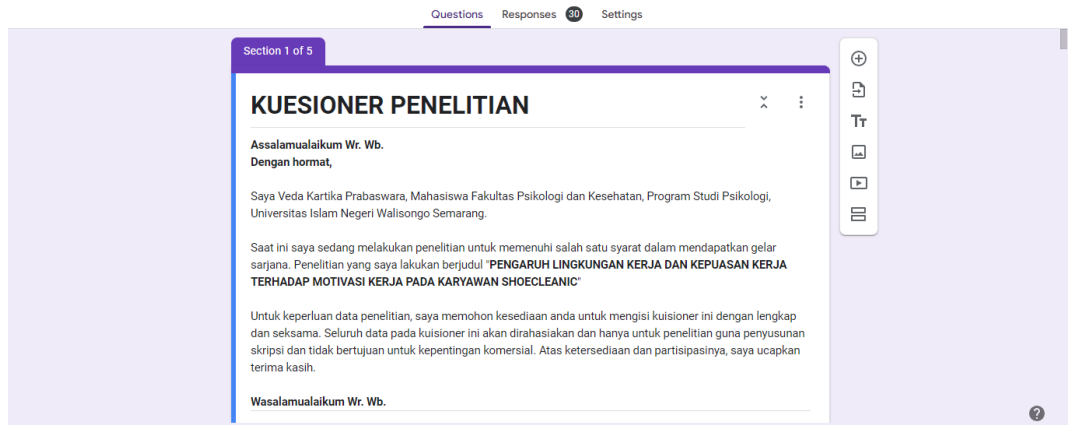 Questions Responses 30 Settings
Section 1 of 5
KUESIONER PENELITIAN
Assalamualaikum Wr. Wb.
Dengan hormat,
Saya Veda Kartika Prabaswara, Mahasiswa Fakultas Psikologi dan Kesehatan, Program Studi Psikologi,
Universitas Islam Negeri Walisongo Semarang.
Saat ini saya sedang melakukan penelitian untuk memenuhi salah satu syarat dalam mendapatkan gelar
sarjana. Penelitian yang saya lakukan berjudul "PENGARUH LINGKUNGAN KERJA DAN KEPUASAN KERJA
TERHADAP MOTIVASI KERJA PADA KARYAWAN SHOECLEANIC"
Untuk keperluan data penelitian, saya memohon kesediaan anda untuk mengisi kuisioner ini dengan lengkap
dan seksama. Seluruh data pada kuisioner ini akan dirahasiakan dan hanya untuk penelitian guna penyusunan
skripsi dan tidak bertujuan untuk kepentingan komersial. Atas ketersediaan dan partisipasinya, saya ucapkan
terima kasih.
Wasalamualaikum Wr. Wb.